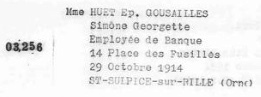 Mme HUET Ep. GOUSAILLES
Simône Georgette
03,256
Employée de Banque
14 Place des Fusillés
29 Octobre 1914
ST-SULPICE-sur-RILLE (Orne)